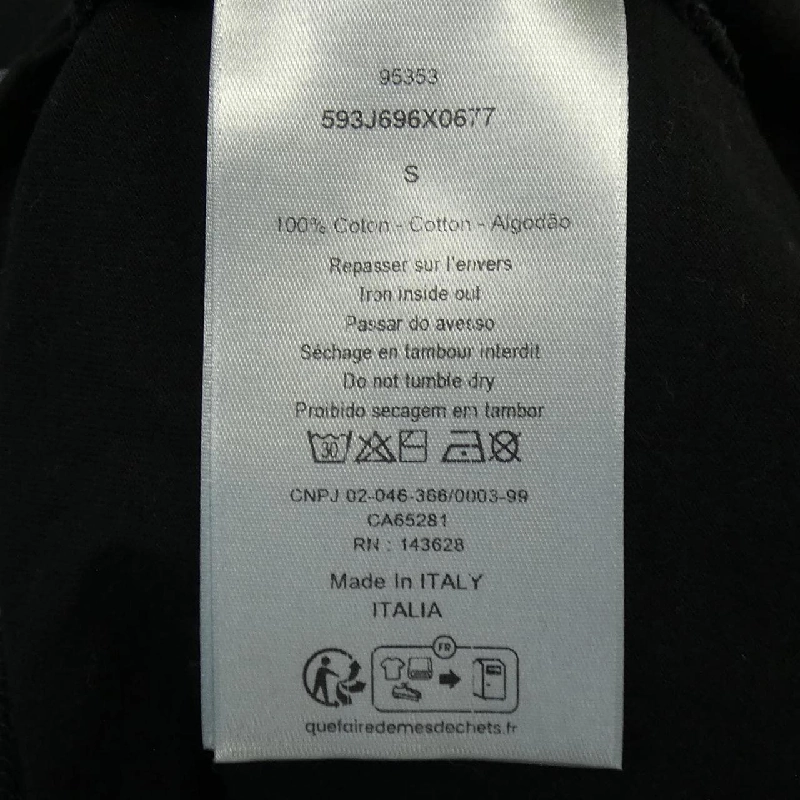 95353
593J696X0677
S
100% Coton - Cotton - Algodão
Repasser sur l'envers
Iron inside out
Passar do avesso
Séchage en tambour interdit
Do not tumble dry
Proibido secagem em tambor
30
CNPJ 02-046-366/0003-99
CA65281
RN : 143628
Made In ITALY
ITALIA
FR
quefairedemesdechets.fr